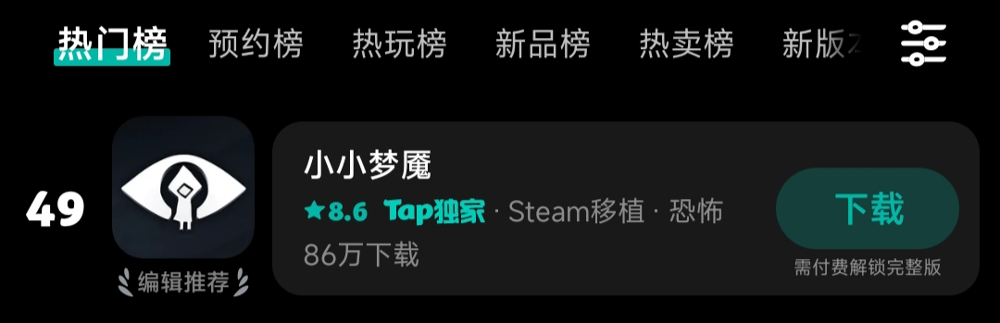 热门榜 预约榜 热玩榜 新品榜 热卖榜 新版
49
小小梦魇
★8.6 Tap独家 · Steam移植 · 恐怖
86万下载
下载
编辑推荐
需付费解锁完整版